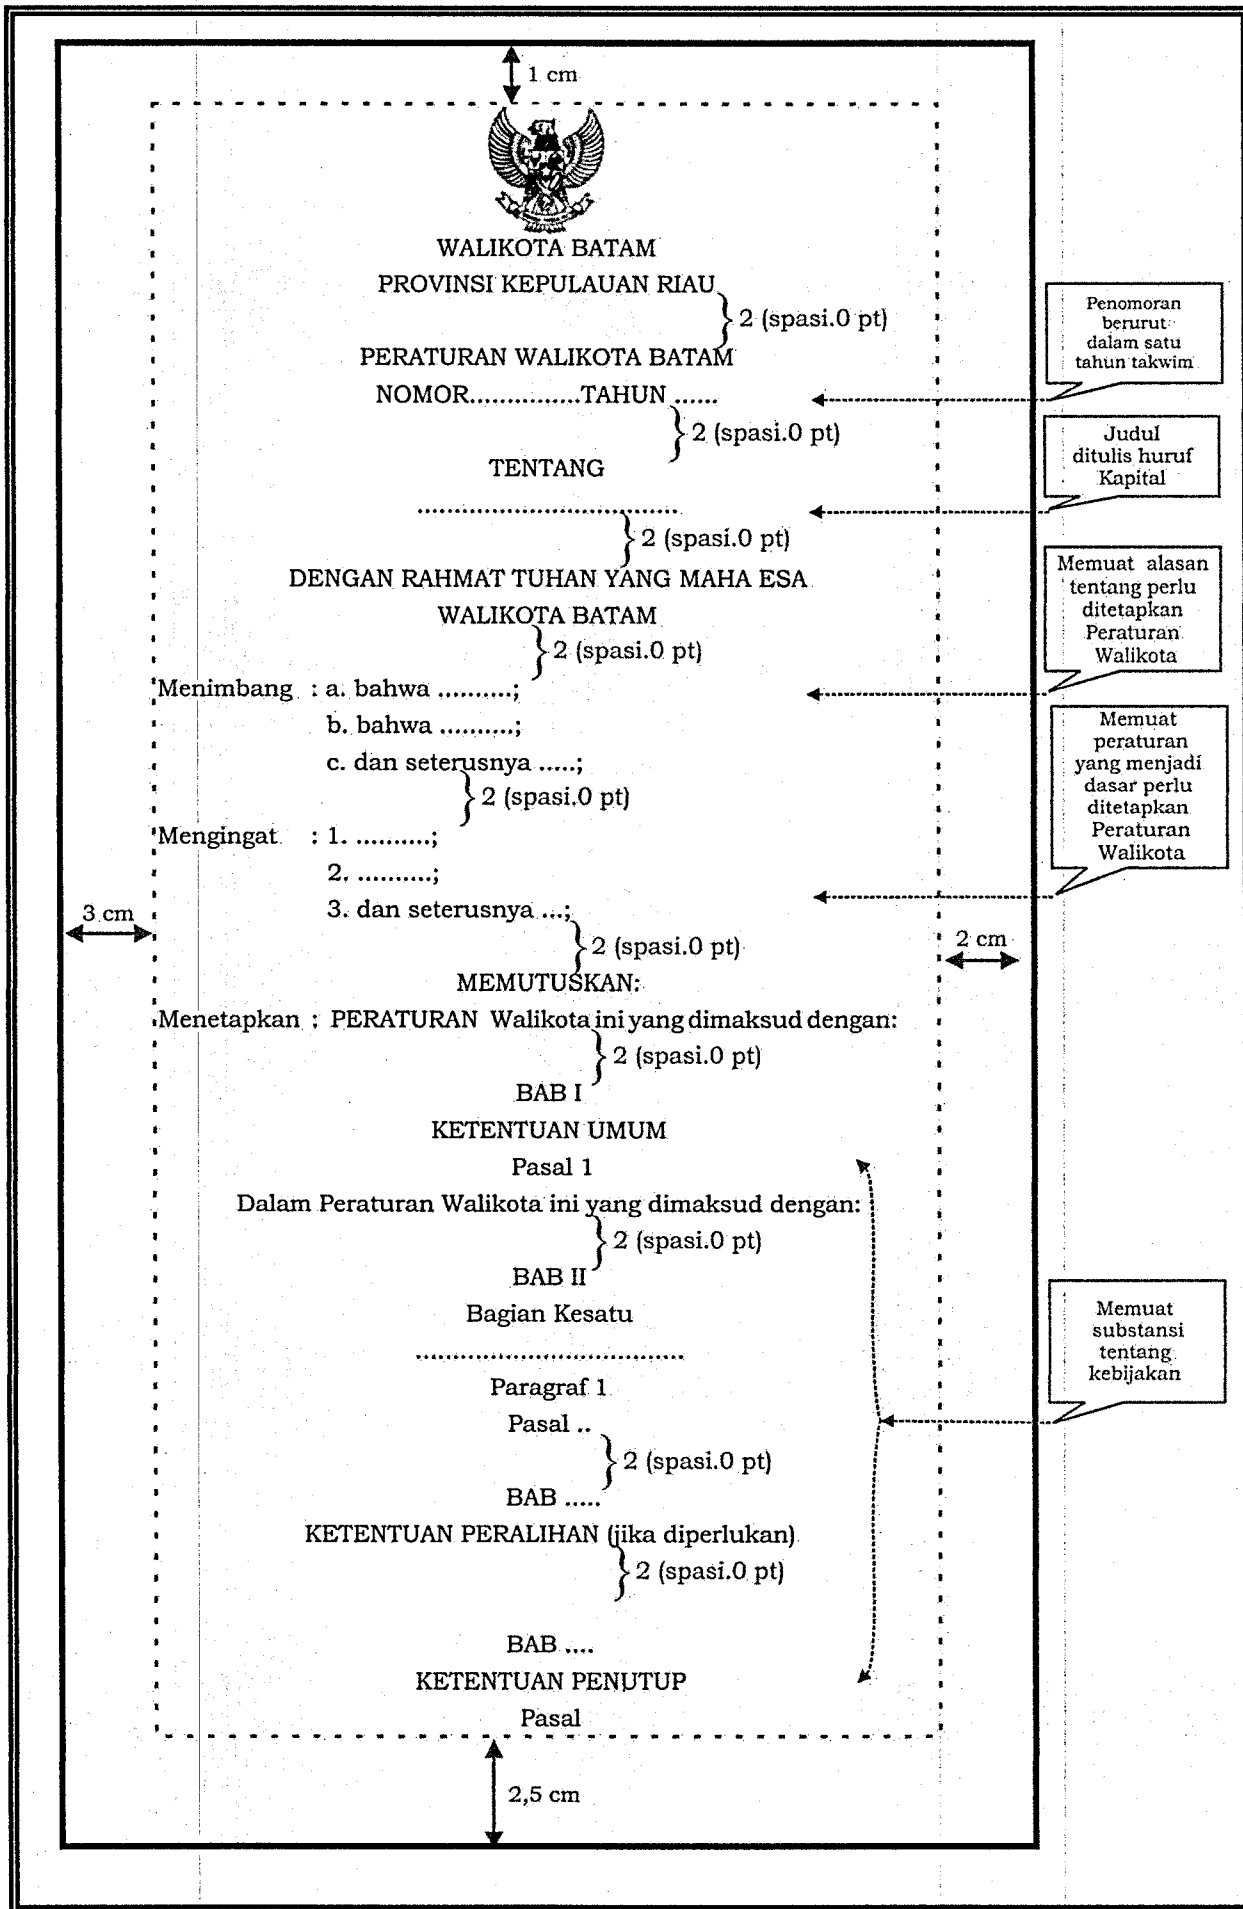 1 cm
WALIKOTA BATAM
PROVINSI KEPULAUAN RIAU
2 (spasi.0 pt)
PERATURAN WALIKOTA BATAM
NOMOR...............TAHUN ......
Penomoran
berurut
dalam satu
tahun takwim
2 (spasi.0 pt)
TENTANG
Judul
ditulis huruf
Kapital
....................................
2 (spasi.0 pt)
DENGAN RAHMAT TUHAN YANG MAHA ESA
WALIKOTA BATAM
2 (spasi.0 pt)
Memuat alasan
tentang perlu
ditetapkan
Peraturan
Walikota
Menimbang : a. bahwa ..........;
b. bahwa ..........;
c. dan seterusnya .....;
2 (spasi.0 pt)
Memuat
peraturan
yang menjadi
dasar perlu
ditetapkan
Peraturan
Walikota
Mengingat : 1. ..........;
2. ..........;
3. dan seterusnya ...;
3 cm
2 (spasi.0 pt)
2 cm
MEMUTUSKAN:
Menetapkan : PERATURAN Walikota ini yang dimaksud dengan:
2 (spasi.0 pt)
BAB I
KETENTUAN UMUM
Pasal 1
Dalam Peraturan Walikota ini yang dimaksud dengan:
2 (spasi.0 pt)
BAB II
Bagian Kesatu
....................................
Paragraf 1
Pasal ..
Memuat
substansi
tentang
kebijakan
2 (spasi.0 pt)
BAB .....
KETENTUAN PERALIHAN (jika diperlukan)
2 (spasi.0 pt)
BAB ....
KETENTUAN PENUTUP
Pasal
2,5 cm